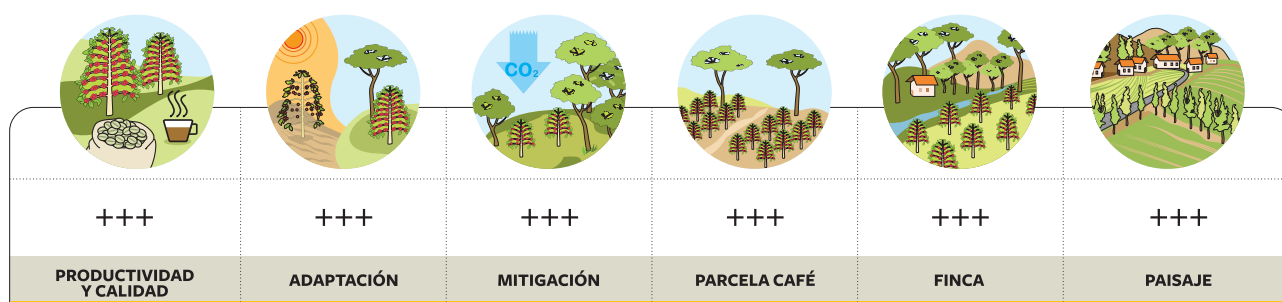 CO₂
+++
+++
+++
+++
+++
+++
PRODUCTIVIDAD
Y CALIDAD
ADAPTACIÓN
MITIGACIÓN
PARCELA CAFÉ
FINCA
PAISAJE